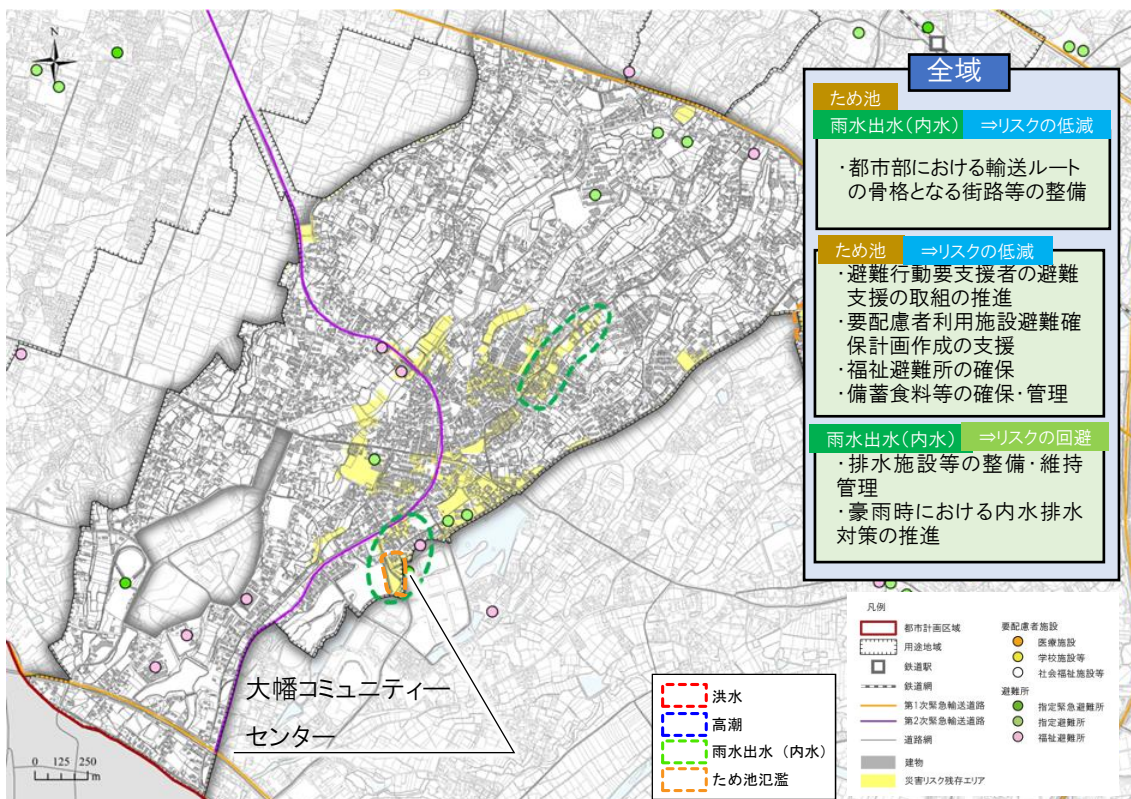 N
全域
ため池
雨水出水(内水) ⇒リスクの低減
・都市部における輸送ルート
の骨格となる街路等の整備
ため池 ⇒リスクの低減
・避難行動要支援者の避難
支援の取組の推進
・要配慮者利用施設避難確
保計画作成の支援
・福祉避難所の確保
・備蓄食料等の確保・管理
雨水出水(内水) ⇒リスクの回避
・排水施設等の整備・維持
管理
・豪雨時における内水排水
対策の推進
大幡コミュニティー
センター
0 125 250
m
洪水
高潮
雨水出水(内水)
ため池氾濫
凡例
都市計画区域
用途地域
鉄道駅
鉄道網
第1次緊急輸送道路
第2次緊急輸送道路
道路網
建物
災害リスク残存エリア
要配慮者施設
医療施設
学校施設等
社会福祉施設等
避難所
指定緊急避難所
指定避難所
福祉避難所